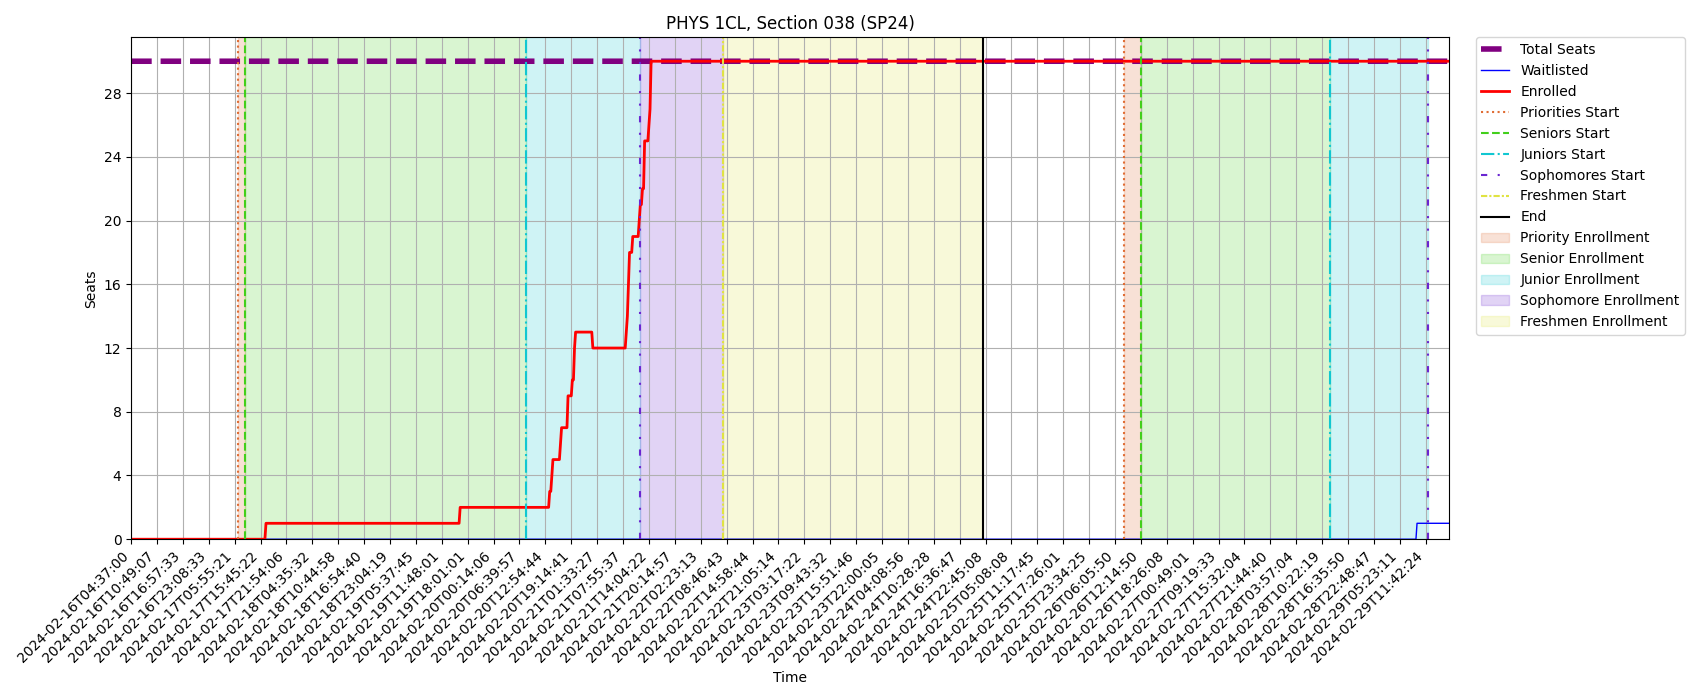 PHYS 1CL, Section 038 (SP24)
Total Seats
Waitlisted
Enrolled
Priorities Start
Seniors Start
Juniors Start
Sophomores Start
Freshmen Start
End
Priority Enrollment
Senior Enrollment
Junior Enrollment
Sophomore Enrollment
Freshmen Enrollment
Seats
28
24
20
16
12
8
4
0
2024-02-16T04:37:00
2024-02-16T10:49:07
2024-02-16T16:57:33
2024-02-16T23:08:33
2024-02-17T05:55:21
2024-02-17T15:45:22
2024-02-17T21:54:06
2024-02-18T04:35:32
2024-02-18T10:44:58
2024-02-18T16:54:40
2024-02-18T23:04:19
2024-02-19T05:37:45
2024-02-19T11:48:01
2024-02-19T18:01:01
2024-02-20T00:14:06
2024-02-20T06:39:57
2024-02-20T12:54:44
2024-02-20T19:14:41
2024-02-21T01:33:27
2024-02-21T07:55:37
2024-02-21T14:04:22
2024-02-21T20:14:57
2024-02-22T02:23:13
2024-02-22T08:46:43
2024-02-22T14:58:44
2024-02-22T21:05:14
2024-02-23T03:17:22
2024-02-23T09:43:32
2024-02-23T15:51:46
2024-02-23T22:00:05
2024-02-24T04:08:56
2024-02-24T10:28:28
2024-02-24T16:36:47
2024-02-24T22:45:08
2024-02-25T05:08:08
2024-02-25T11:17:45
2024-02-25T17:26:01
2024-02-25T23:34:25
2024-02-26T06:05:50
2024-02-26T12:14:50
2024-02-26T18:26:08
2024-02-27T00:49:01
2024-02-27T09:19:33
2024-02-27T15:32:04
2024-02-27T21:44:40
2024-02-28T03:57:04
2024-02-28T10:22:19
2024-02-28T16:35:50
2024-02-28T22:48:47
2024-02-29T05:23:11
2024-02-29T11:42:24
Time